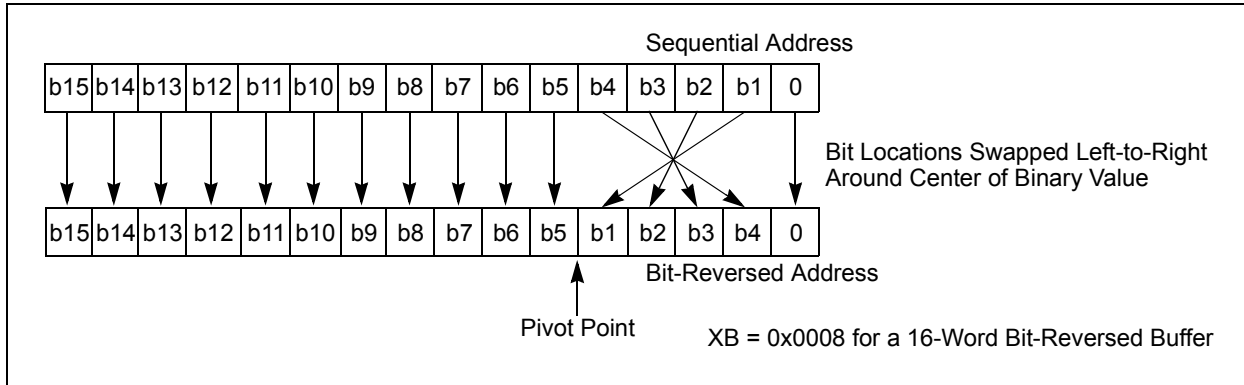 Sequential Address
b15 b14 b13 b12 b11 b10 b9 b8 b7 b6 b5 b4 b3 b2 b1 0
Bit Locations Swapped Left-to-Right
Around Center of Binary Value
b15 b14 b13 b12 b11 b10 b9 b8 b7 b6 b5 b1 b2 b3 b4 0
Bit-Reversed Address
Pivot Point
XB = 0x0008 for a 16-Word Bit-Reversed Buffer